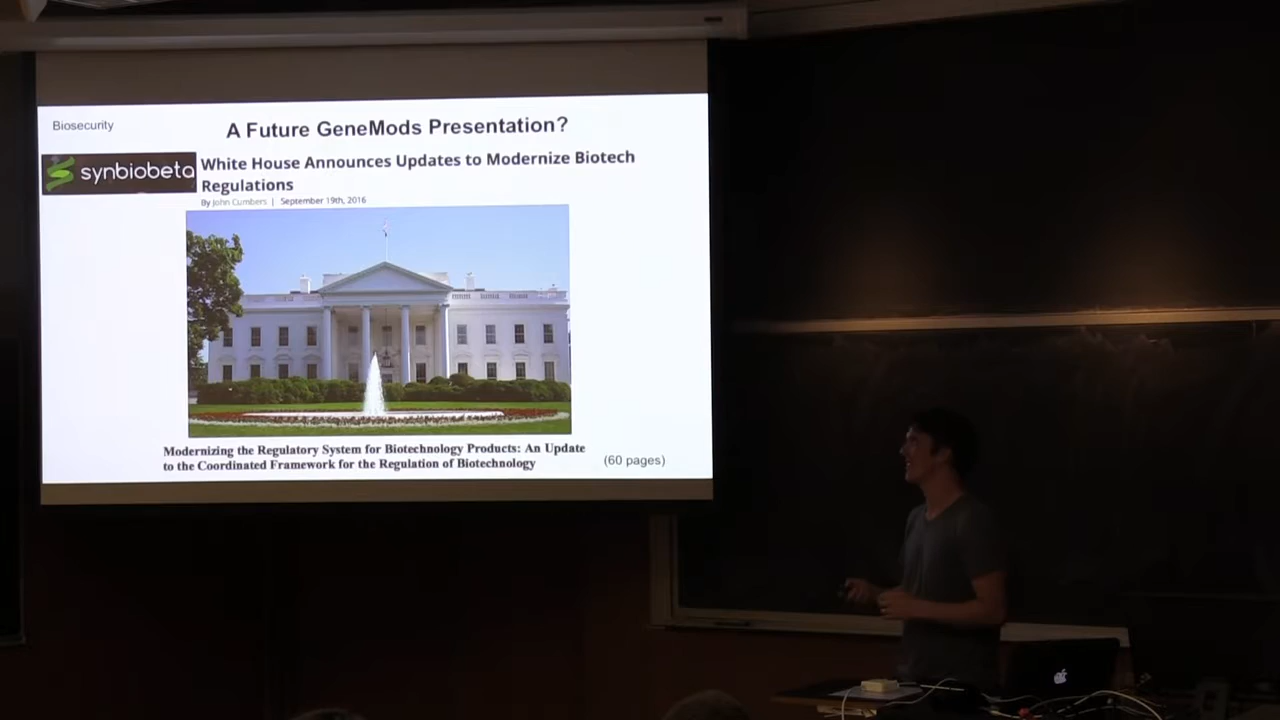 Biosecurity
A Future GeneMods Presentation?
synbiobeta
White House Announces Updates to Modernize Biotech
Regulations
By John Cumbers | September 19th, 2016
Modernizing the Regulatory System for Biotechnology Products: An Update
to the Coordinated Framework for the Regulation of Biotechnology
(60 pages)